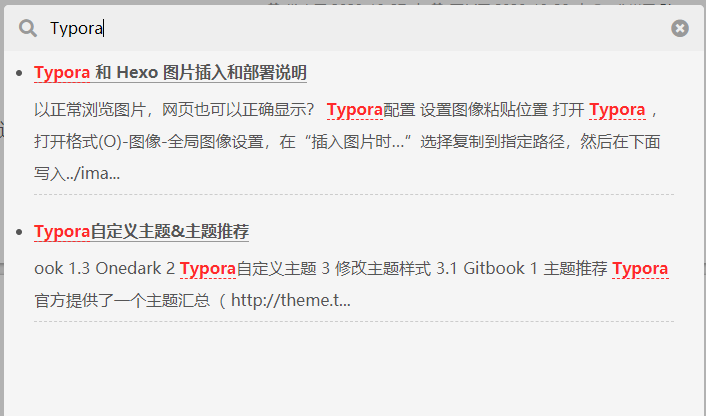 Typora
Typora 和 Hexo 图片插入和部署说明
以正常浏览图片，网页也可以正确显示？ Typora配置 设置图像粘贴位置 打开 Typora ，
打开格式(O)-图像-全局图像设置，在“插入图片时…”选择复制到指定路径，然后在下面
写入../ima...
Typora自定义主题&主题推荐
ook 1.3 Onedark 2 Typora自定义主题 3 修改主题样式 3.1 Gitbook 1 主题推荐 Typora
官方提供了一个主题汇总（ http://theme.t...